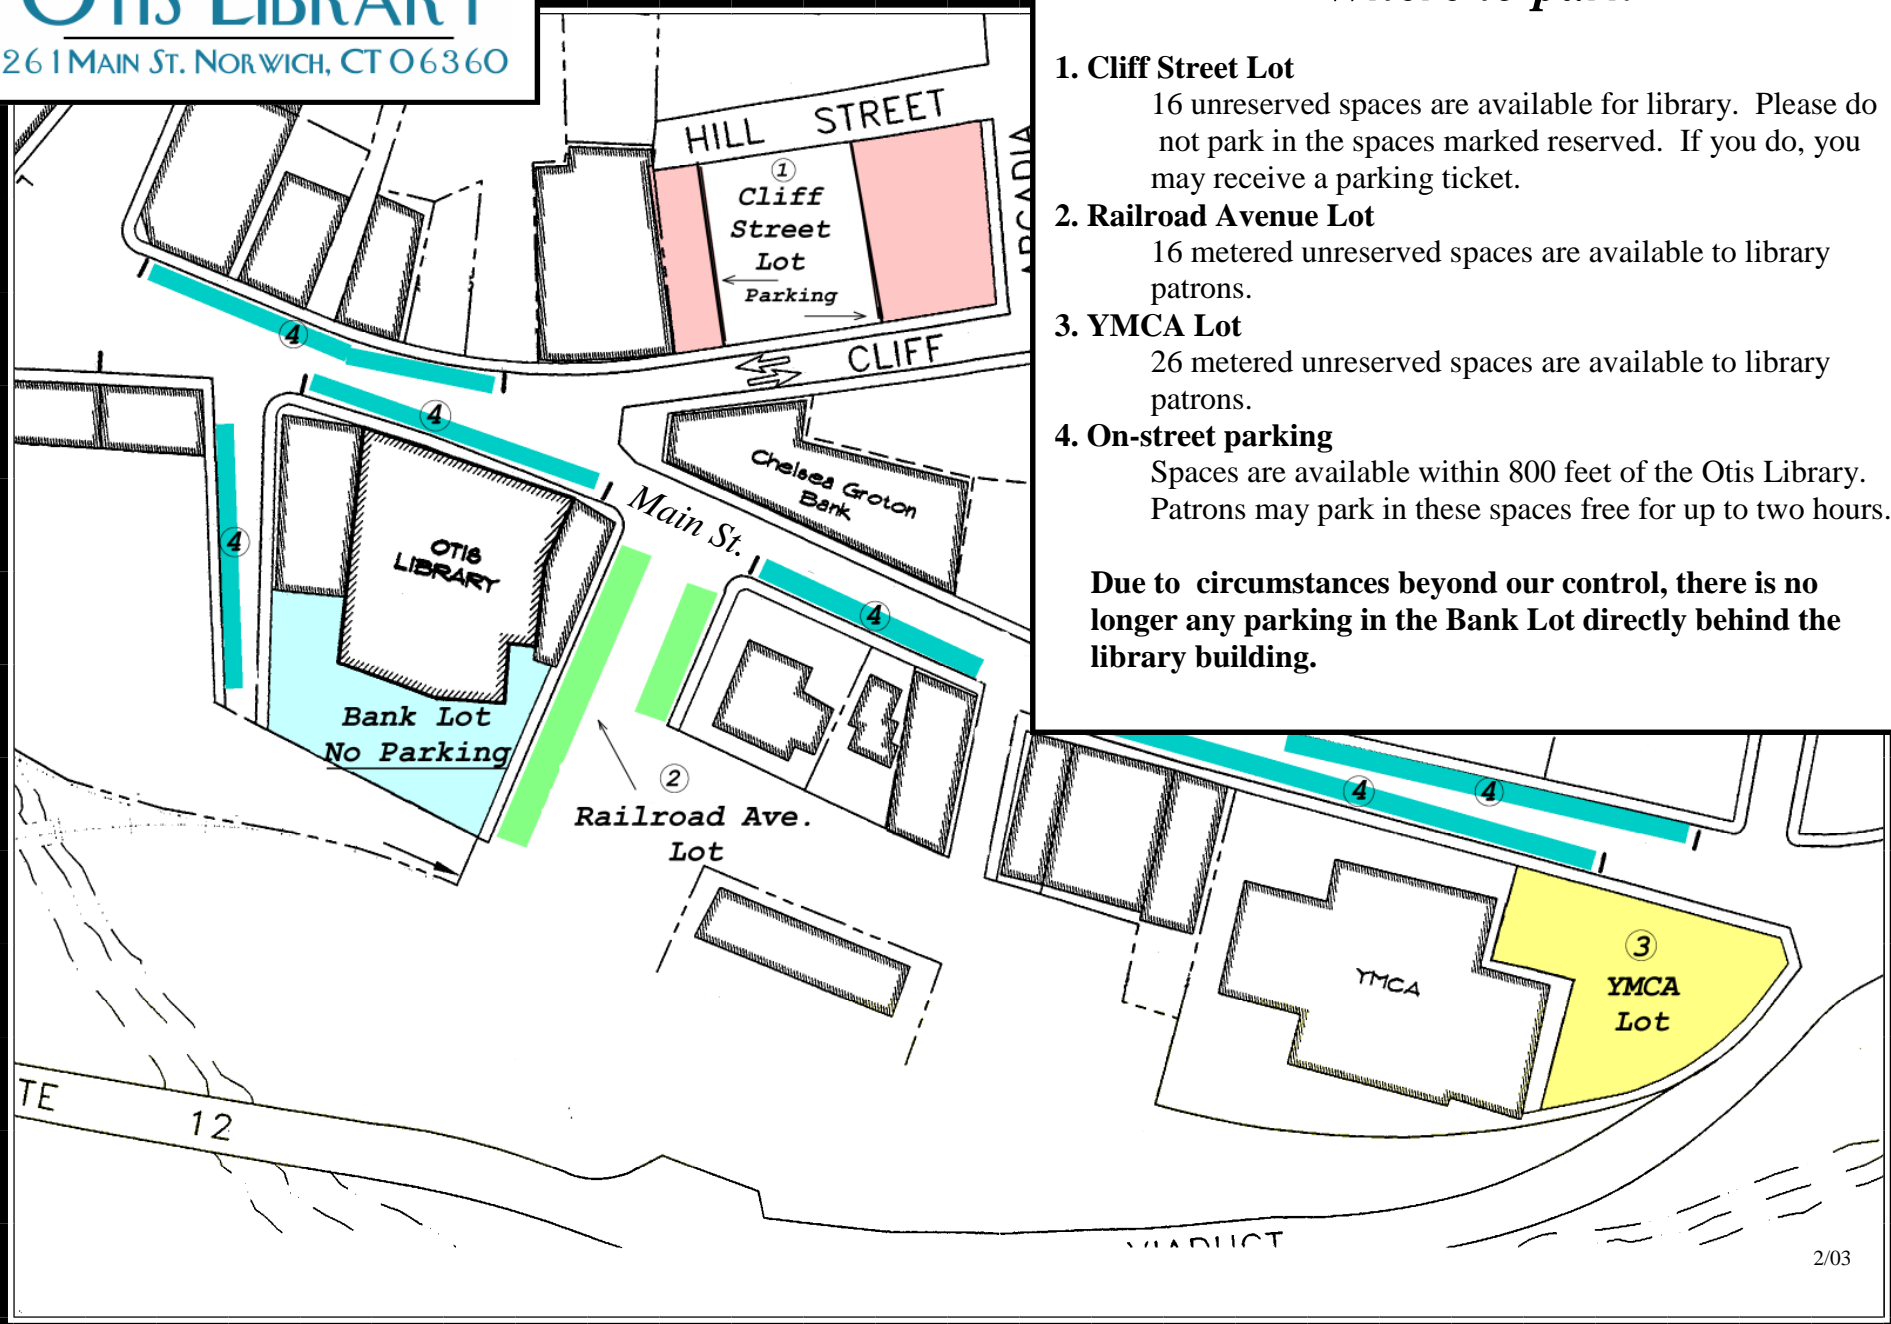 OTIS LIBRARY
261 MAIN ST. NORWICH, CT 06360
1. Cliff Street Lot
16 unreserved spaces are available for library. Please do
not park in the spaces marked reserved. If you do, you
may receive a parking ticket.
2. Railroad Avenue Lot
16 metered unreserved spaces are available to library
patrons.
3. YMCA Lot
26 metered unreserved spaces are available to library
patrons.
4. On-street parking
Spaces are available within 800 feet of the Otis Library.
Patrons may park in these spaces free for up to two hours.
Due to circumstances beyond our control, there is no
longer any parking in the Bank Lot directly behind the
library building.
HILL STREET
ARCADIA
1
Cliff
Street
Lot
Parking
CLIFF
4
4
4
Chelsea Groton
Bank
Main St.
OTIS
LIBRARY
4
Bank Lot
No Parking
2
Railroad Ave.
Lot
4
4
3
YMCA
Lot
YMCA
TE 12
VIADUCT
2/03